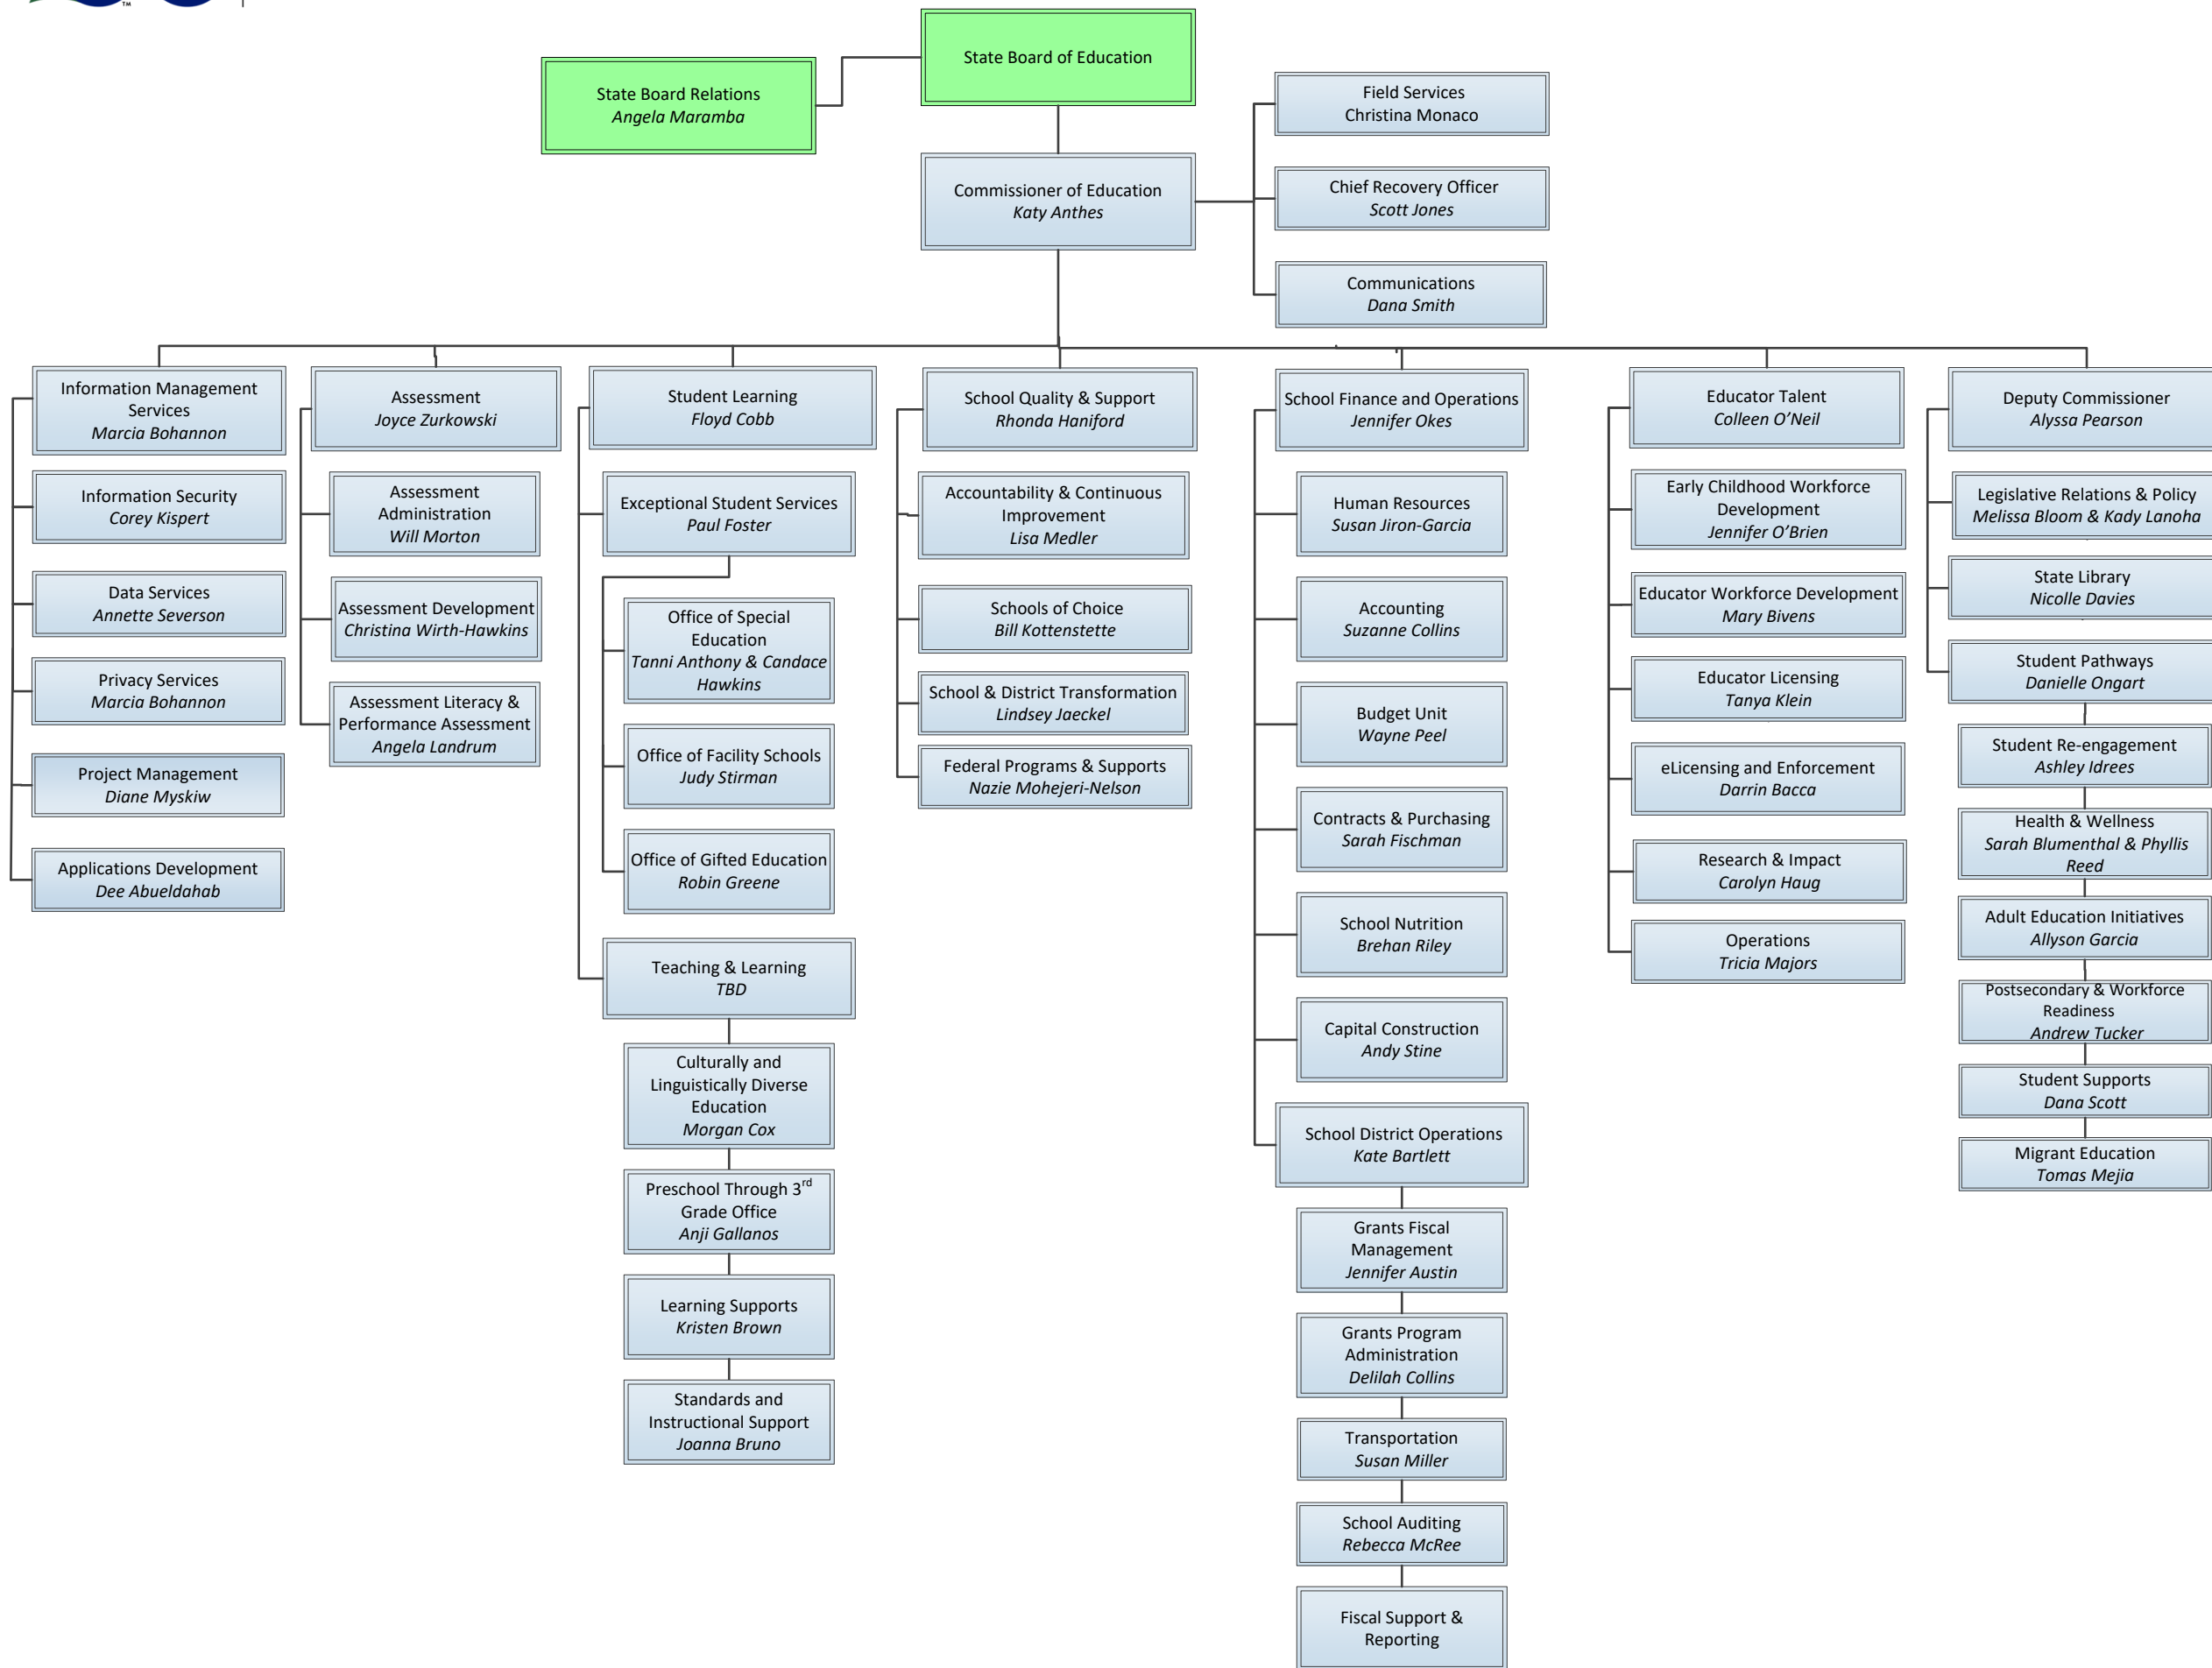 TM
State Board of Education
State Board Relations
Angela Maramba
Field Services
Christina Monaco
Commissioner of Education
Katy Anthes
Chief Recovery Officer
Scott Jones
Communications
Dana Smith
Information Management
Services
Marcia Bohannon
Information Security
Corey Kispert
Data Services
Annette Severson
Privacy Services
Marcia Bohannon
Project Management
Diane Myskiw
Applications Development
Dee Abueldahab
Assessment
Joyce Zurkowski
Assessment
Administration
Will Morton
Assessment Development
Christina Wirth-Hawkins
Assessment Literacy &
Performance Assessment
Angela Landrum
Student Learning
Floyd Cobb
Exceptional Student Services
Paul Foster
Office of Special
Education
Tanni Anthony & Candace
Hawkins
Office of Facility Schools
Judy Stirman
Office of Gifted Education
Robin Greene
Teaching & Learning
TBD
Culturally and
Linguistically Diverse
Education
Morgan Cox
Preschool Through 3rd
Grade Office
Anji Gallanos
Learning Supports
Kristen Brown
Standards and
Instructional Support
Joanna Bruno
School Quality & Support
Rhonda Haniford
Accountability & Continuous
Improvement
Lisa Medler
Schools of Choice
Bill Kottenstette
School & District Transformation
Lindsey Jaeckel
Federal Programs & Supports
Nazie Mohejeri-Nelson
School Finance and Operations
Jennifer Okes
Human Resources
Susan Jiron-Garcia
Accounting
Suzanne Collins
Budget Unit
Wayne Peel
Contracts & Purchasing
Sarah Fischman
School Nutrition
Brehan Riley
Capital Construction
Andy Stine
School District Operations
Kate Bartlett
Grants Fiscal
Management
Jennifer Austin
Grants Program
Administration
Delilah Collins
Transportation
Susan Miller
School Auditing
Rebecca McRee
Fiscal Support &
Reporting
Educator Talent
Colleen O’Neil
Early Childhood Workforce
Development
Jennifer O’Brien
Educator Workforce Development
Mary Bivens
Educator Licensing
Tanya Klein
eLicensing and Enforcement
Darrin Bacca
Research & Impact
Carolyn Haug
Operations
Tricia Majors
Deputy Commissioner
Alyssa Pearson
Legislative Relations & Policy
Melissa Bloom & Kady Lanoha
State Library
Nicolle Davies
Student Pathways
Danielle Ongart
Student Re-engagement
Ashley Idrees
Health & Wellness
Sarah Blumenthal & Phyllis
Reed
Adult Education Initiatives
Allyson Garcia
Postsecondary & Workforce
Readiness
Andrew Tucker
Student Supports
Dana Scott
Migrant Education
Tomas Mejia